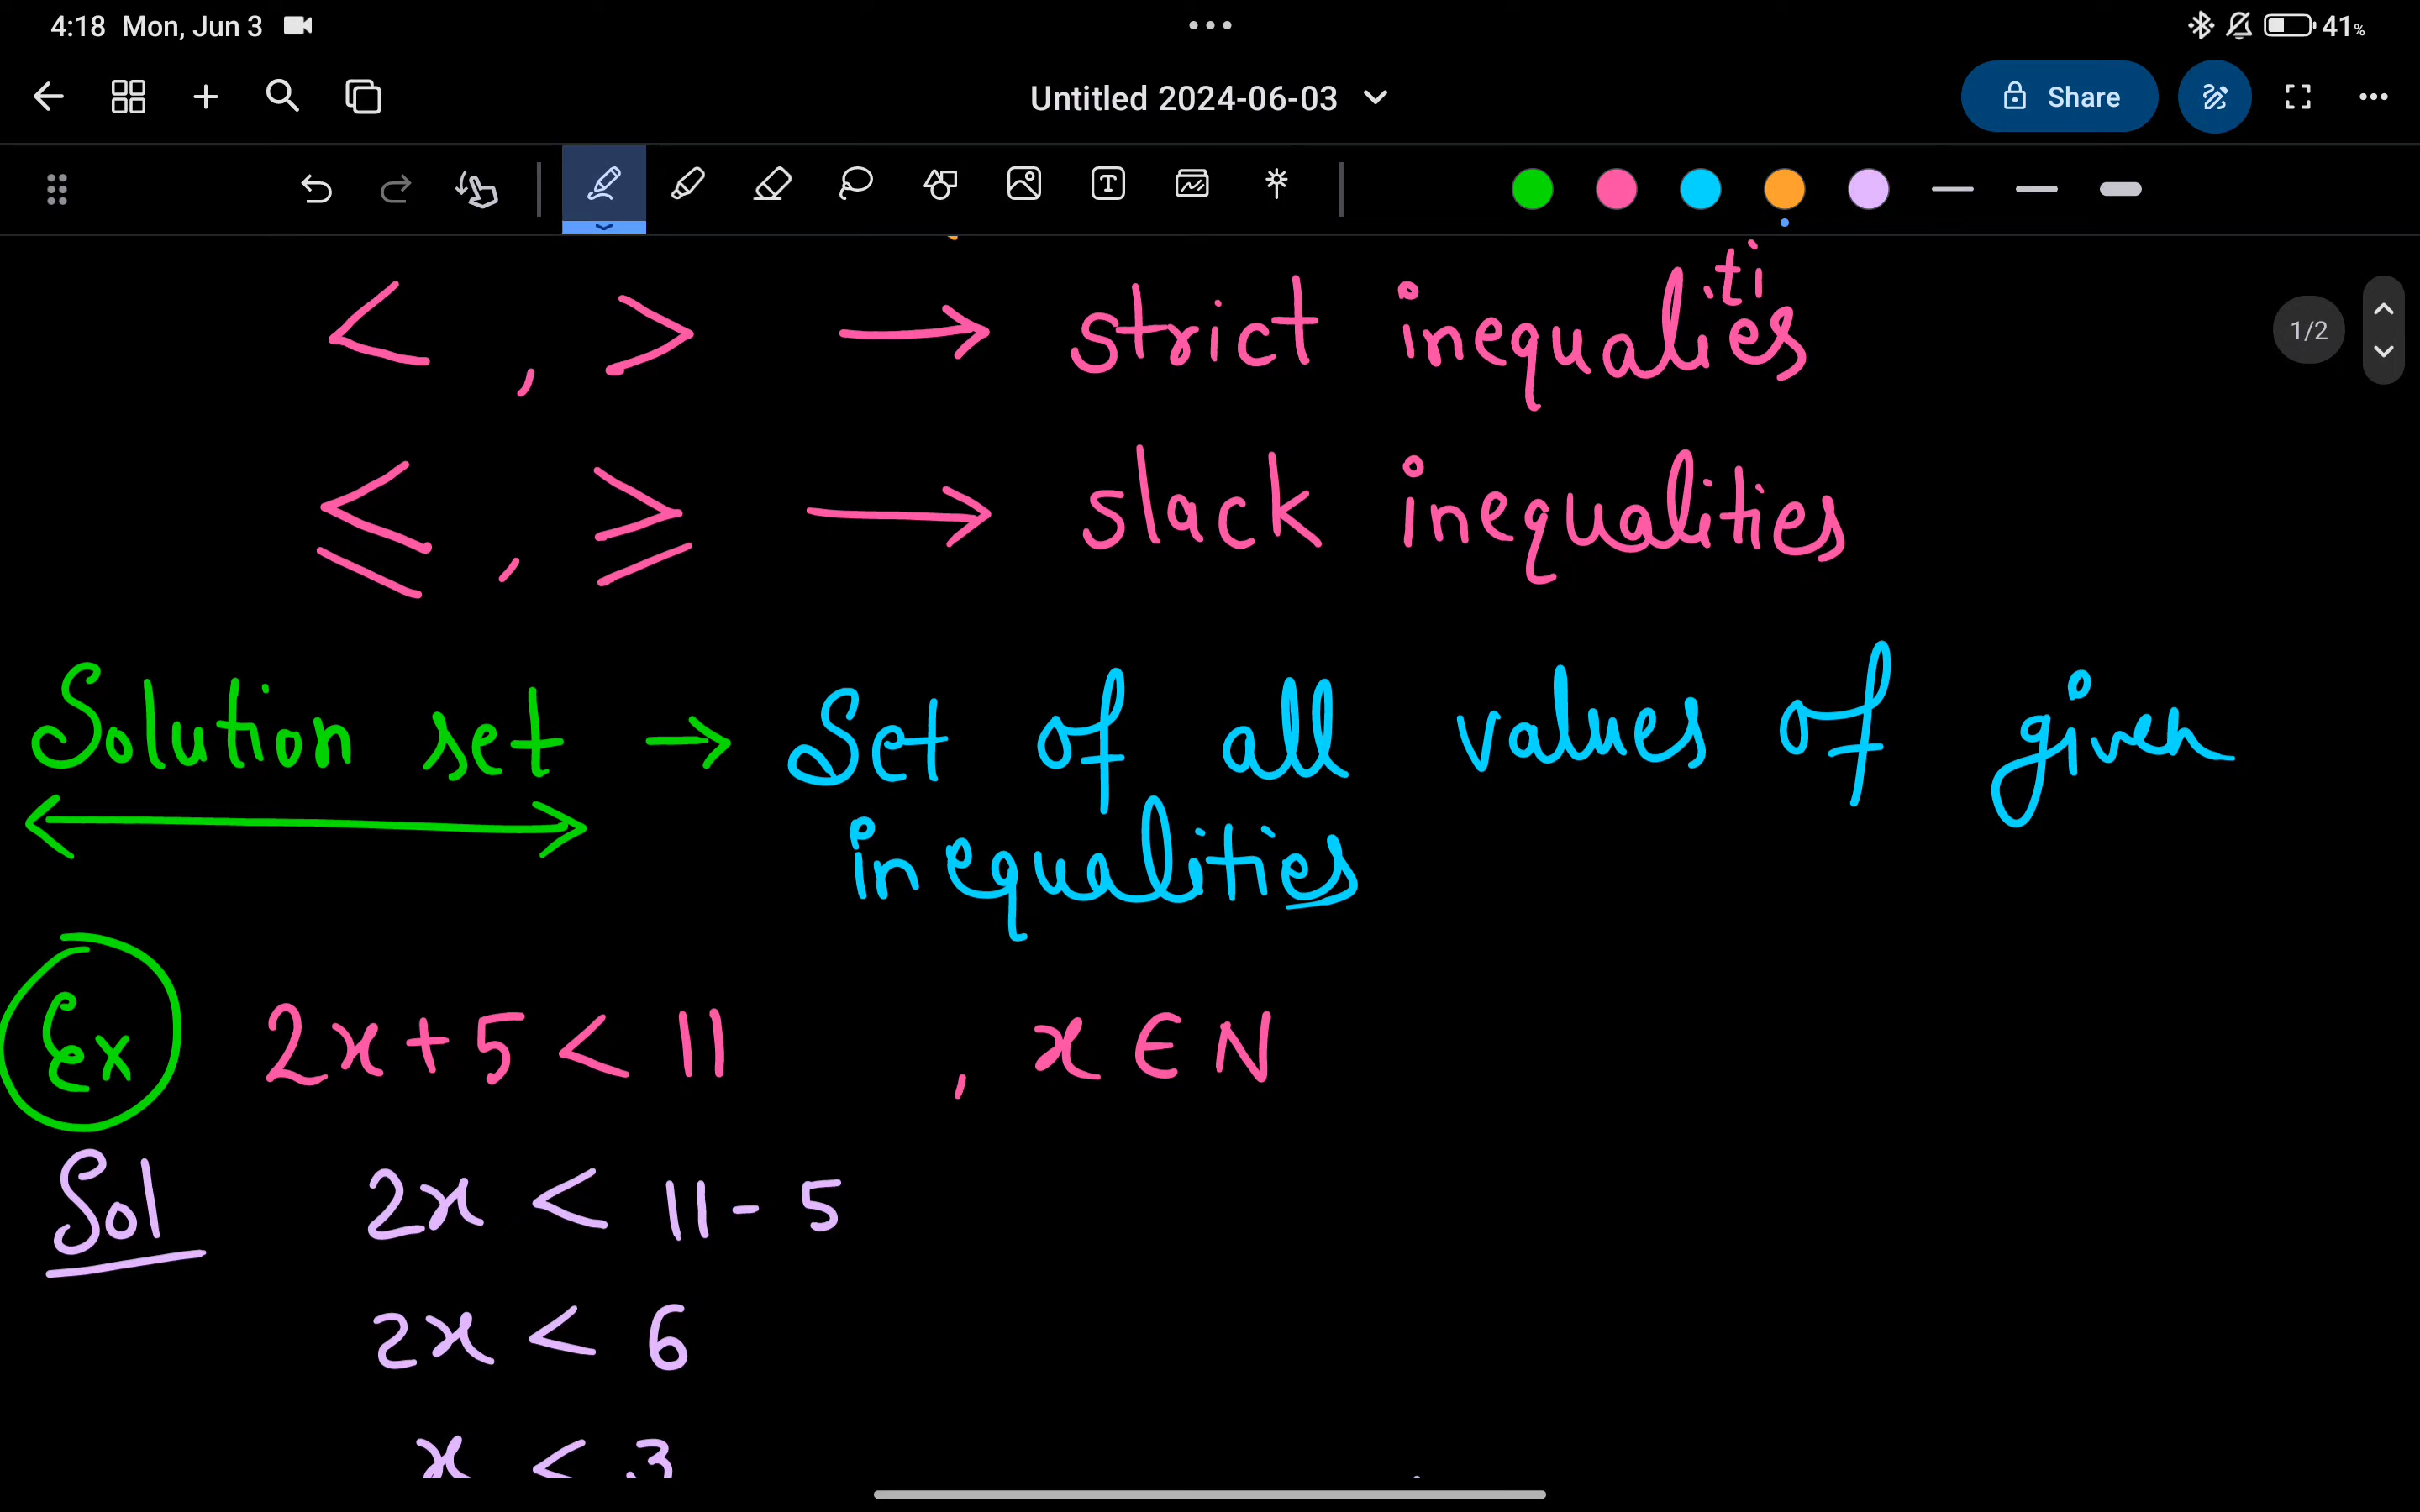 4:18 Mon, Jun 3
41%
Untitled 2024-06-03
Share
<, > → strict inequalities
≤, ≥ → slack inequalities
1/2
Solution set → Set of all values of given
inequalities
Ex 2x+5 < 11 , x ∈ N
Sol 2x < 11 - 5
2x < 6
x < 3